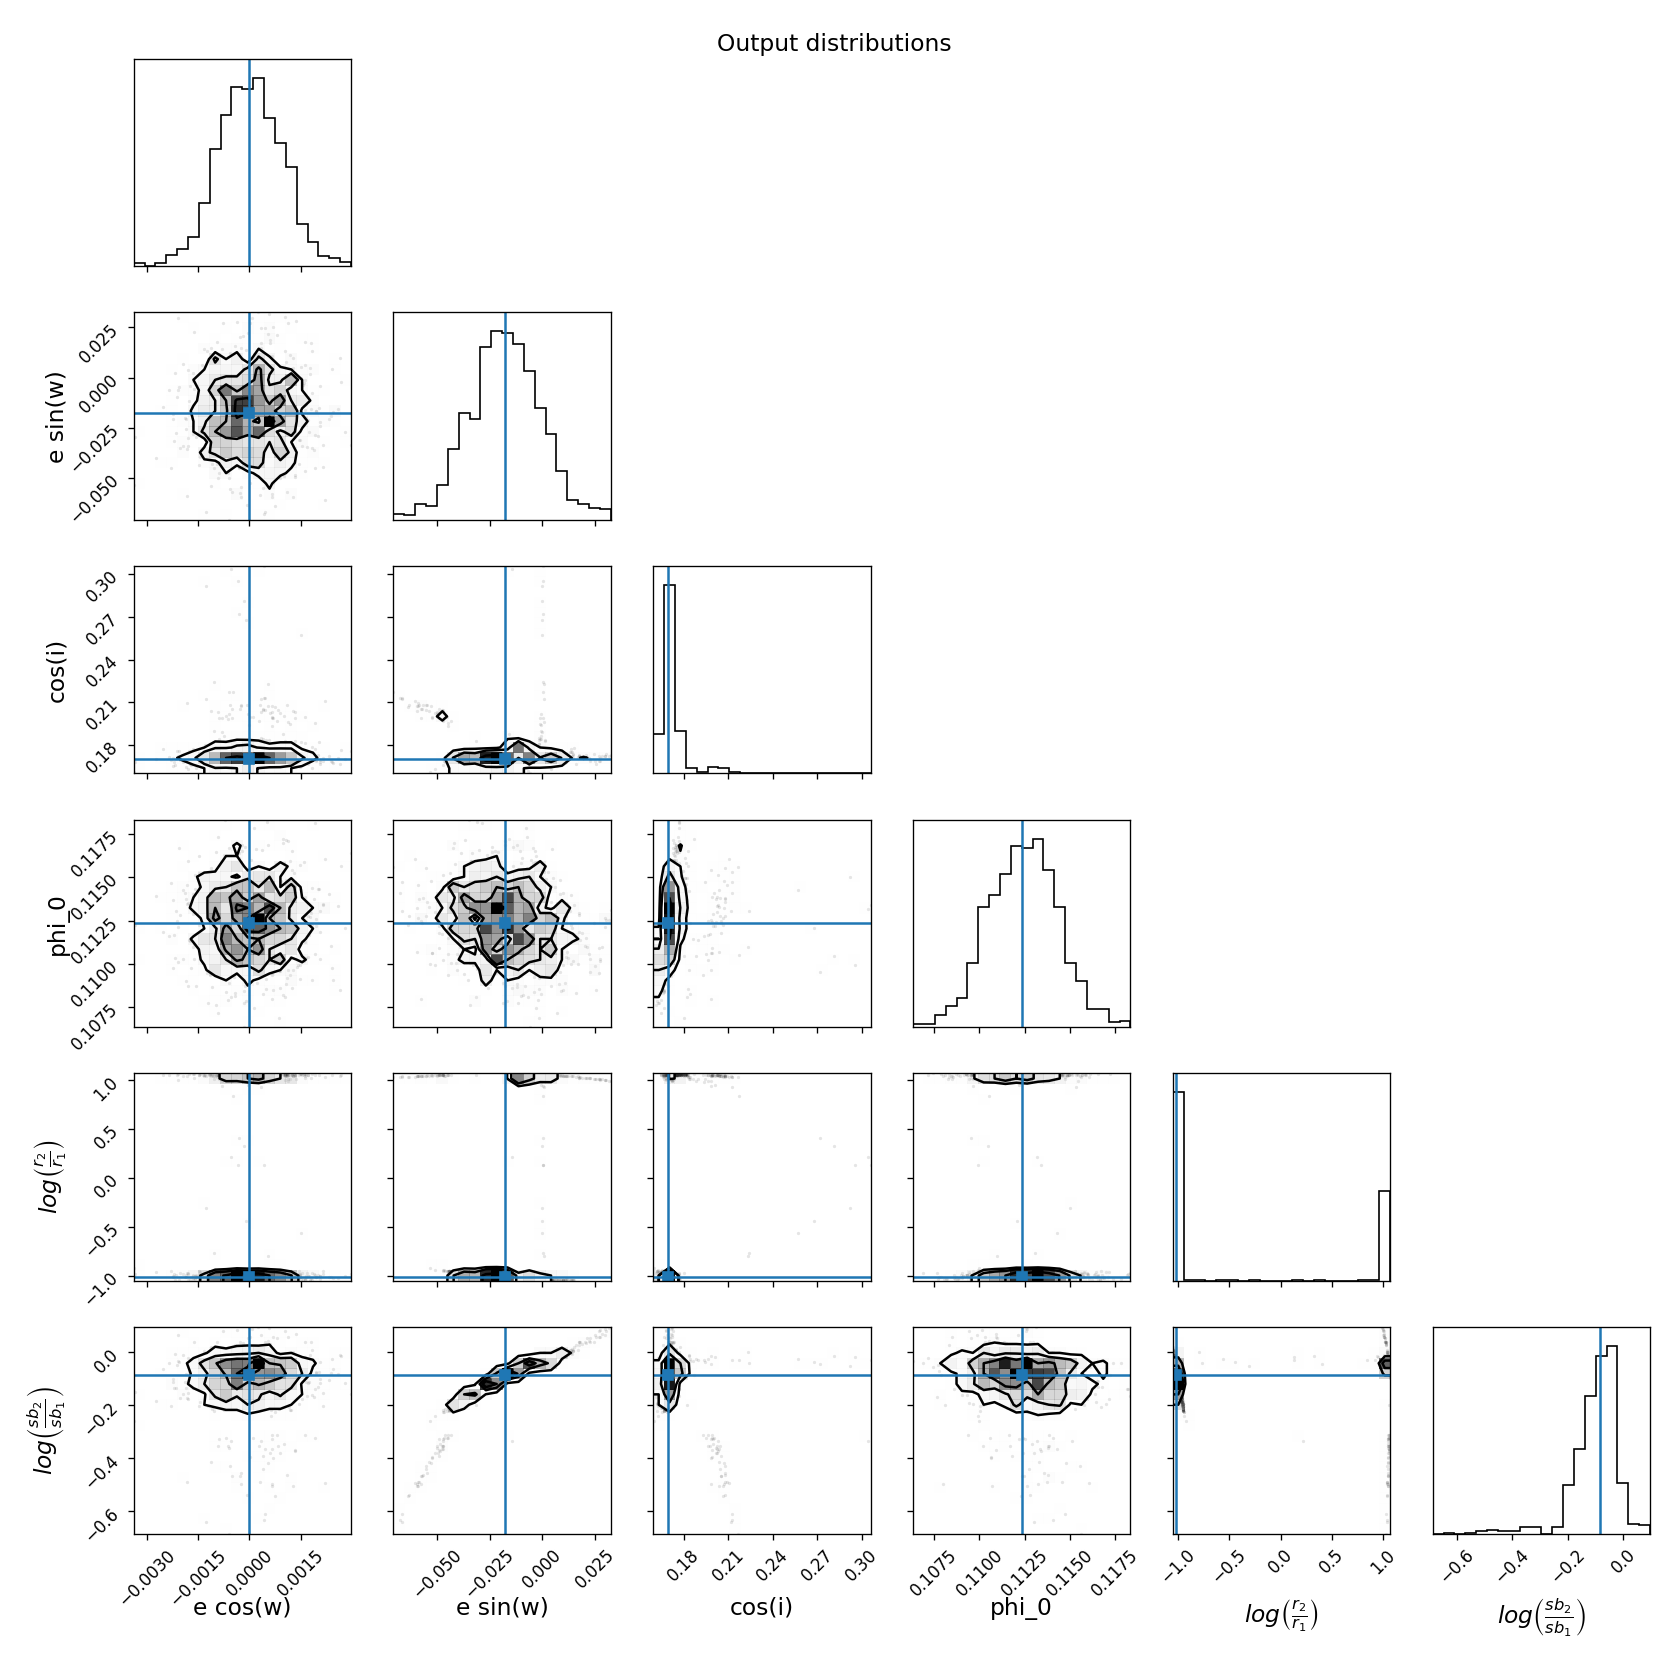 Output distributions
e sin(w)
0.025
0.000
−0.025
−0.050
cos(i)
0.30
0.27
0.24
0.21
0.18
phi_0
0.1175
0.1150
0.1125
0.1100
0.1075
log(r2/r1)
1.0
0.5
0.0
−0.5
−1.0
log(sb2/sb1)
0.0
−0.2
−0.4
−0.6
−0.0030 −0.0015 0.0000 0.0015 −0.050 −0.025 0.000 0.025 0.18 0.21 0.24 0.27 0.30 0.1075 0.1100 0.1125 0.1150 0.1175 −1.0 −0.5 0.0 0.5 1.0 −0.6 −0.4 −0.2 0.0
e cos(w) e sin(w) cos(i) phi_0 log(r2/r1) log(sb2/sb1)